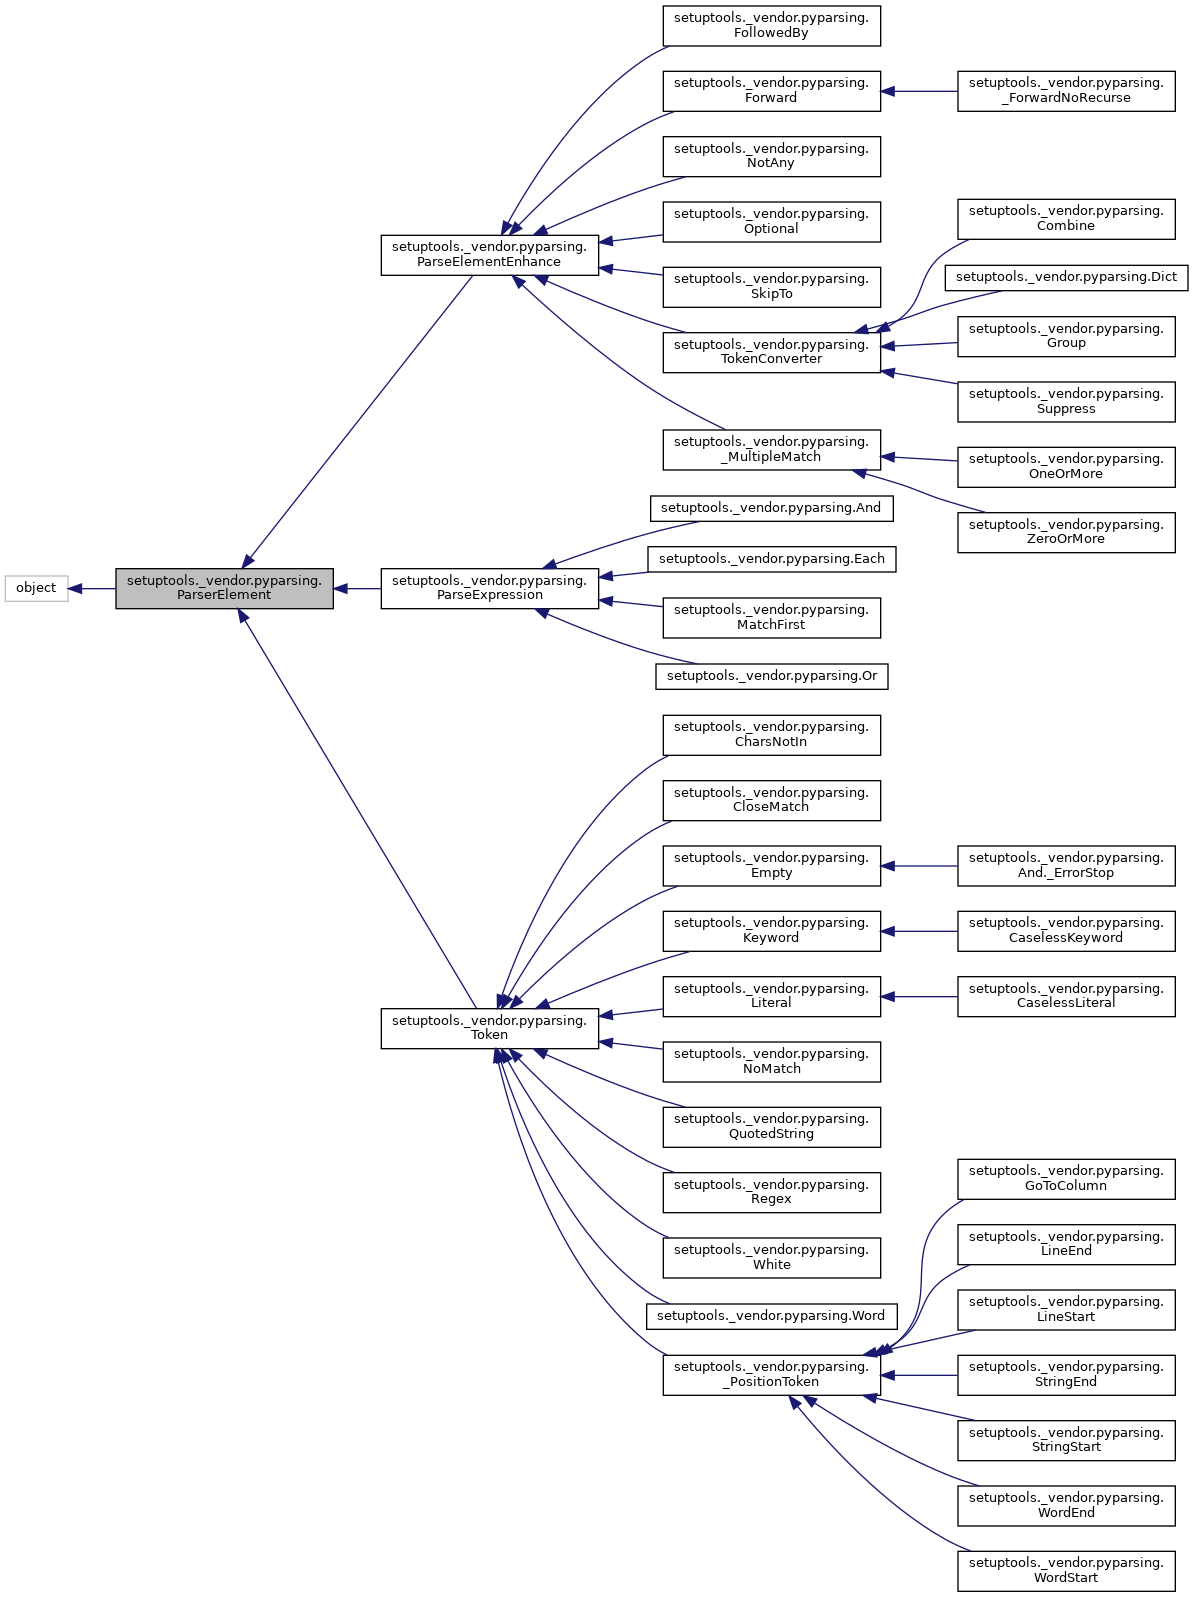 object
setuptools._vendor.pyparsing.
ParserElement
setuptools._vendor.pyparsing.
ParseElementEnhance
setuptools._vendor.pyparsing.
FollowedBy
setuptools._vendor.pyparsing.
Forward
setuptools._vendor.pyparsing.
_ForwardNoRecurse
setuptools._vendor.pyparsing.
NotAny
setuptools._vendor.pyparsing.
Optional
setuptools._vendor.pyparsing.
SkipTo
setuptools._vendor.pyparsing.
TokenConverter
setuptools._vendor.pyparsing.
Combine
setuptools._vendor.pyparsing.Dict
setuptools._vendor.pyparsing.
Group
setuptools._vendor.pyparsing.
Suppress
setuptools._vendor.pyparsing.
_MultipleMatch
setuptools._vendor.pyparsing.
OneOrMore
setuptools._vendor.pyparsing.
ZeroOrMore
setuptools._vendor.pyparsing.
ParseExpression
setuptools._vendor.pyparsing.And
setuptools._vendor.pyparsing.Each
setuptools._vendor.pyparsing.
MatchFirst
setuptools._vendor.pyparsing.Or
setuptools._vendor.pyparsing.
Token
setuptools._vendor.pyparsing.
CharsNotIn
setuptools._vendor.pyparsing.
CloseMatch
setuptools._vendor.pyparsing.
Empty
setuptools._vendor.pyparsing.
And._ErrorStop
setuptools._vendor.pyparsing.
Keyword
setuptools._vendor.pyparsing.
CaselessKeyword
setuptools._vendor.pyparsing.
Literal
setuptools._vendor.pyparsing.
CaselessLiteral
setuptools._vendor.pyparsing.
NoMatch
setuptools._vendor.pyparsing.
QuotedString
setuptools._vendor.pyparsing.
Regex
setuptools._vendor.pyparsing.
White
setuptools._vendor.pyparsing.Word
setuptools._vendor.pyparsing.
_PositionToken
setuptools._vendor.pyparsing.
GoToColumn
setuptools._vendor.pyparsing.
LineEnd
setuptools._vendor.pyparsing.
LineStart
setuptools._vendor.pyparsing.
StringEnd
setuptools._vendor.pyparsing.
StringStart
setuptools._vendor.pyparsing.
WordEnd
setuptools._vendor.pyparsing.
WordStart